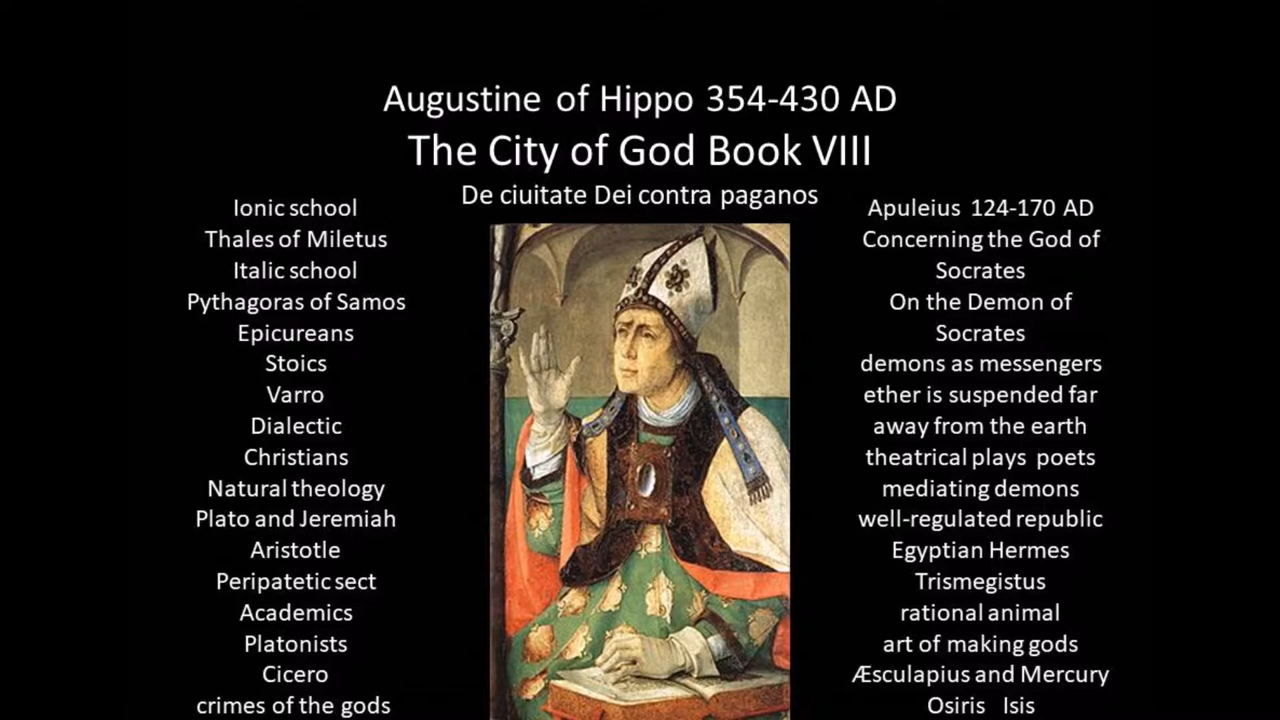 Augustine of Hippo 354-430 AD
The City of God Book VIII
De ciuitate Dei contra paganos
Ionic school
Thales of Miletus
Italic school
Pythagoras of Samos
Epicureans
Stoics
Varro
Dialectic
Christians
Natural theology
Plato and Jeremiah
Aristotle
Peripatetic sect
Academics
Platonists
Cicero
crimes of the gods
Apuleius 124-170 AD
Concerning the God of
Socrates
On the Demon of
Socrates
demons as messengers
ether is suspended far
away from the earth
theatrical plays poets
mediating demons
well-regulated republic
Egyptian Hermes
Trismegistus
rational animal
art of making gods
Æsculapius and Mercury
Osiris Isis